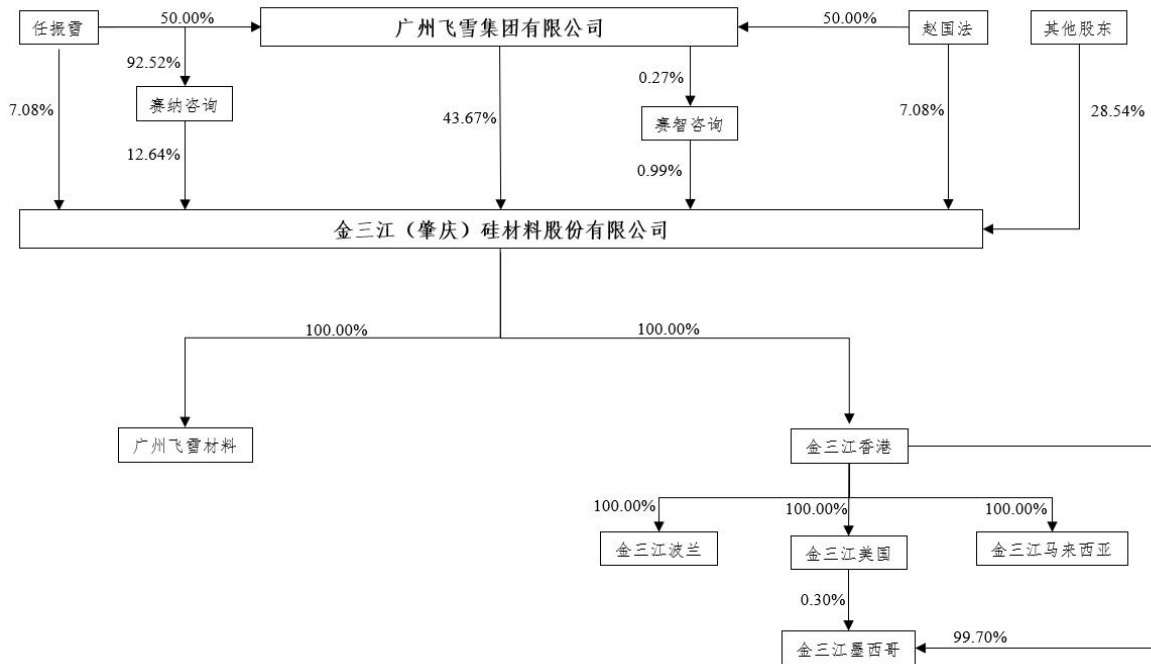 任振雪
50.00%
广州飞雪集团有限公司
50.00%
赵国法
其他股东
92.52%
0.27%
7.08%
赛纳咨询
43.67%
赛智咨询
7.08%
28.54%
12.64%
0.99%
金三江（肇庆）硅材料股份有限公司
100.00%
100.00%
广州飞雪材料
金三江香港
100.00%
100.00%
100.00%
金三江波兰
金三江美国
金三江马来西亚
0.30%
金三江墨西哥
99.70%